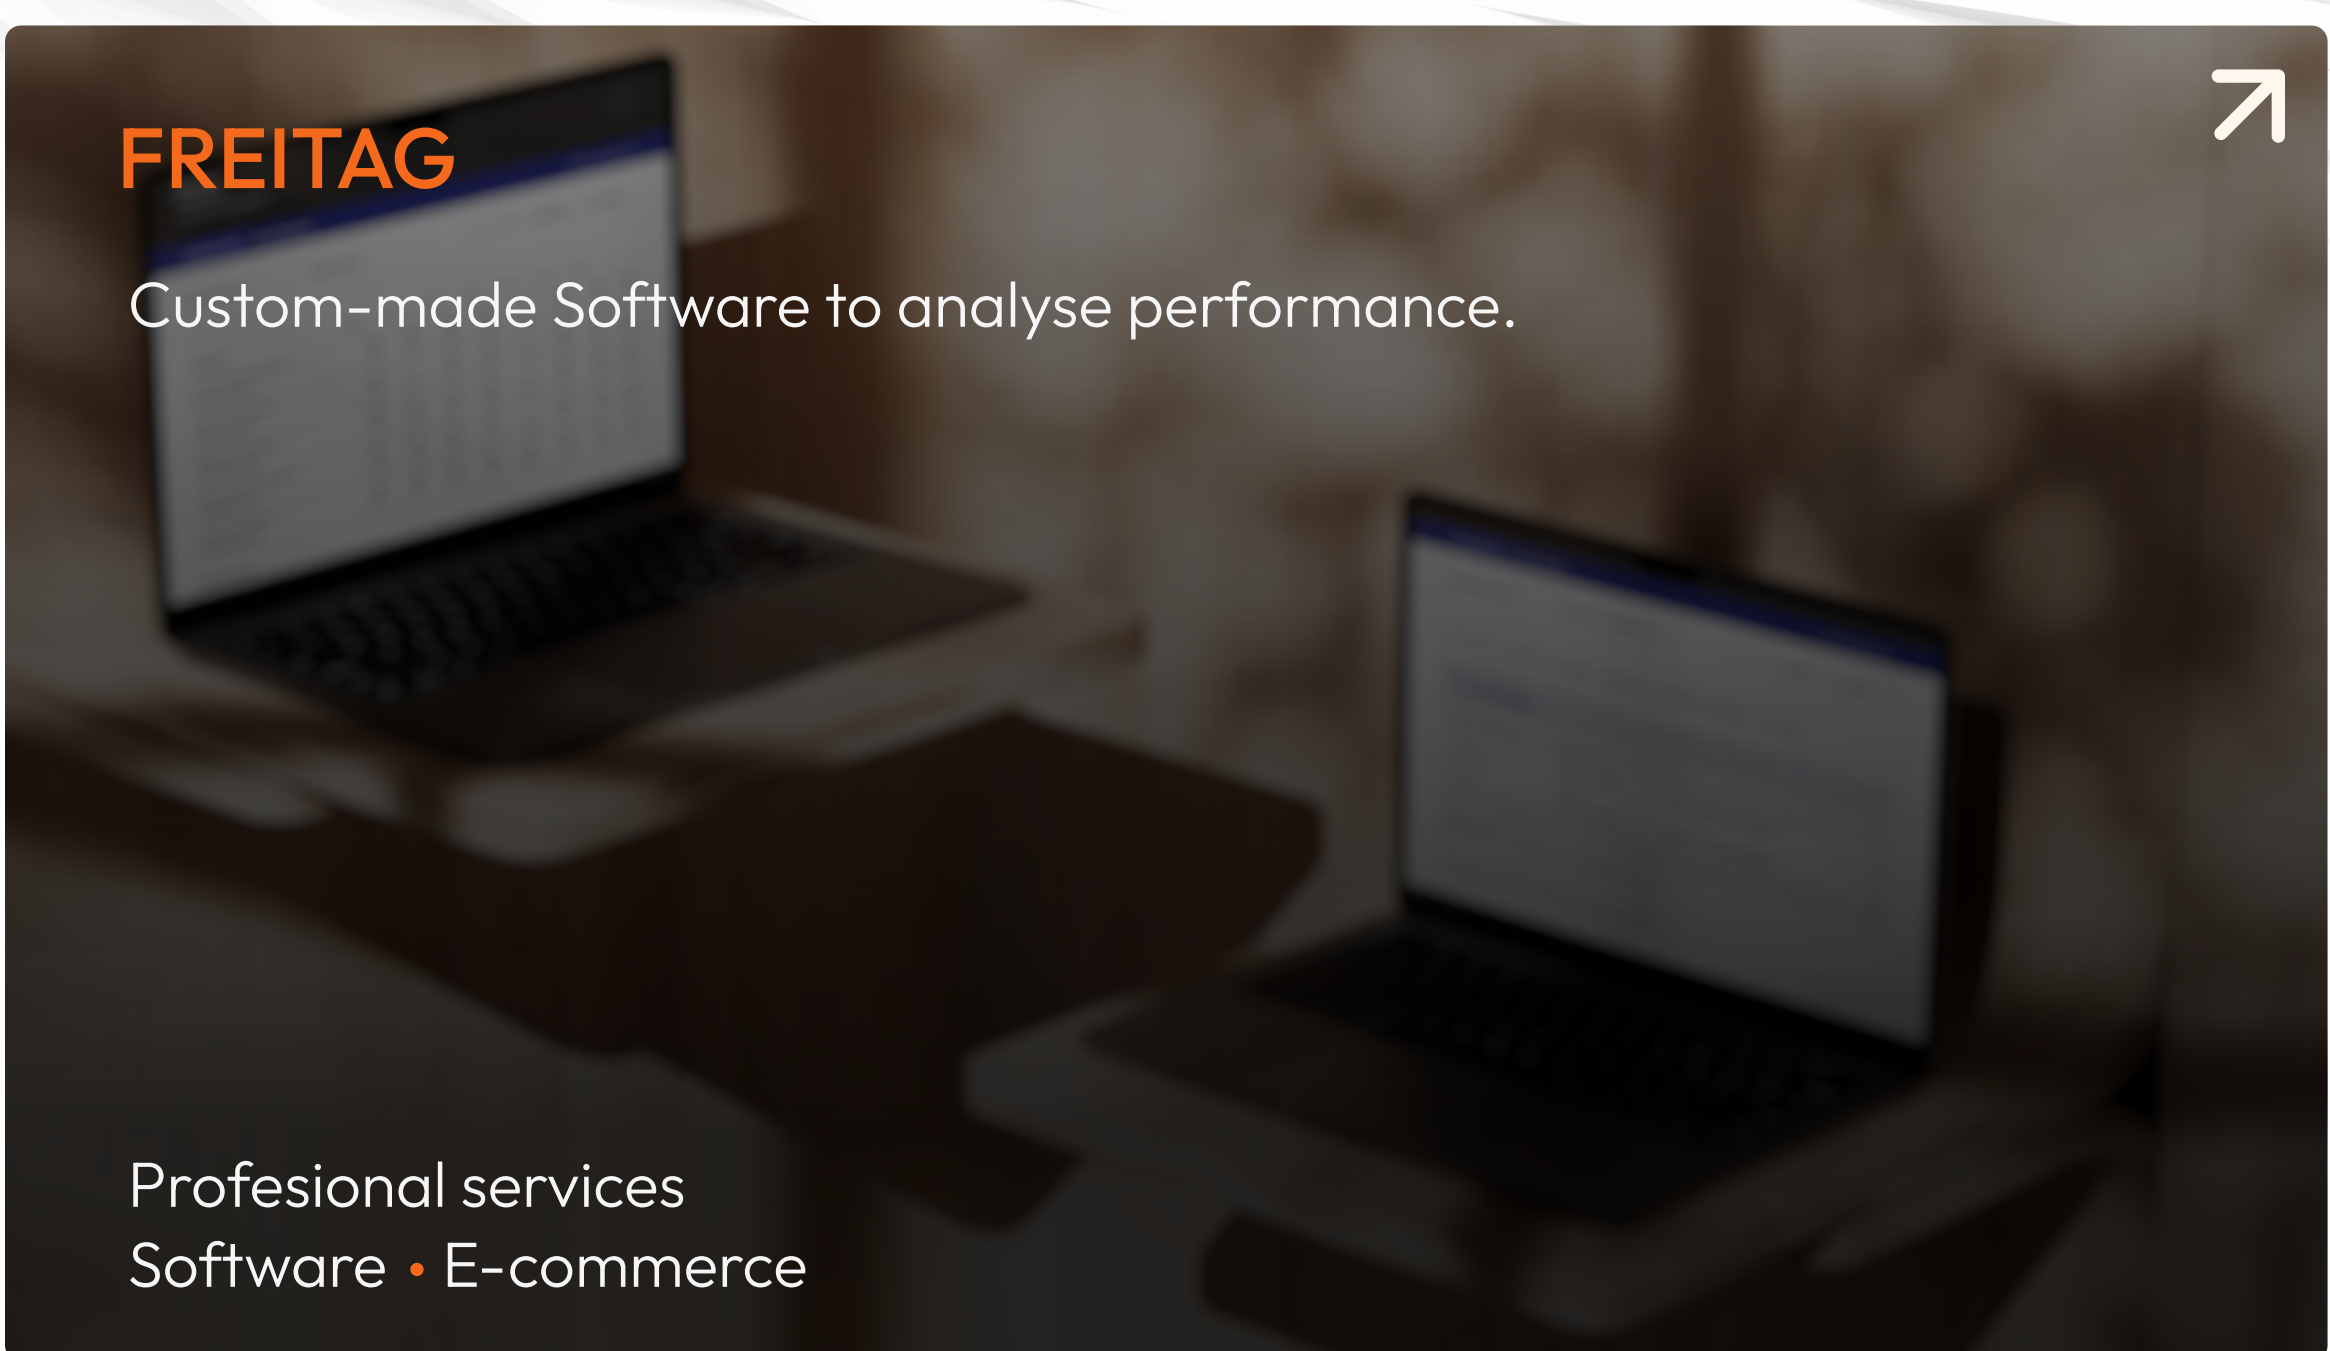 FREITAG
Custom-made Software to analyse performance.
Profesional services
Software • E-commerce